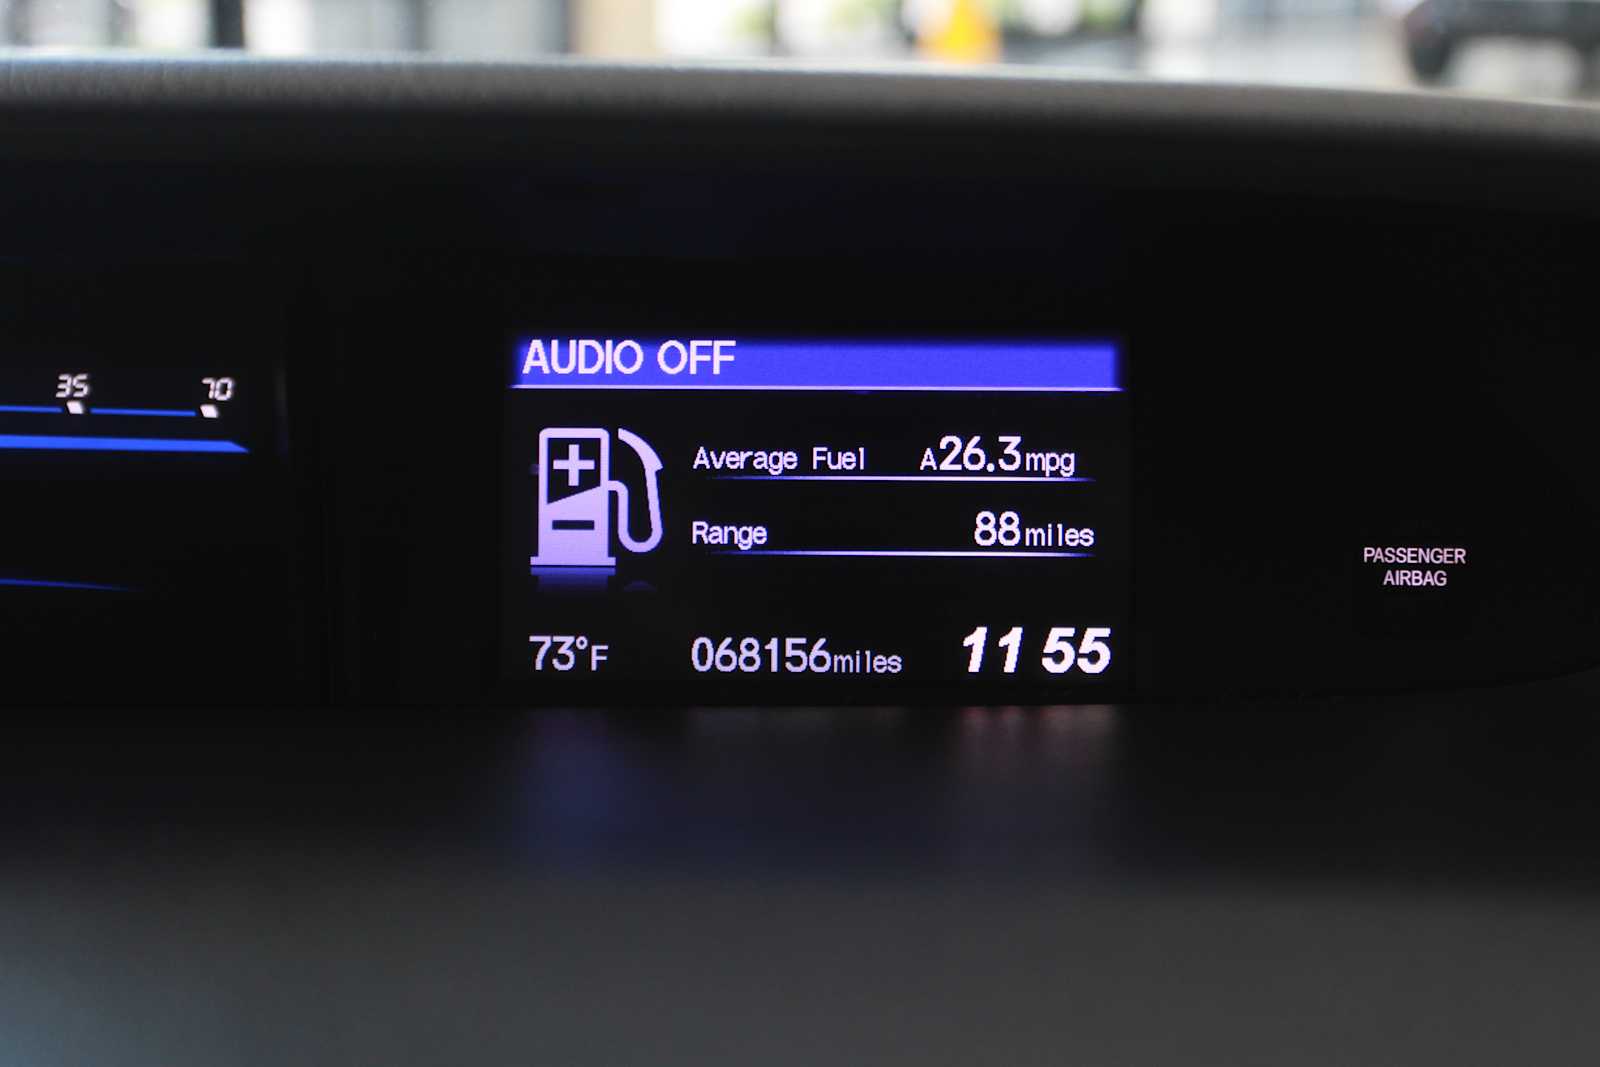 AUDIO OFF
35 70
Average Fuel A26.3mpg
Range 88miles
73°F 068156miles 11 55
PASSENGER
AIRBAG